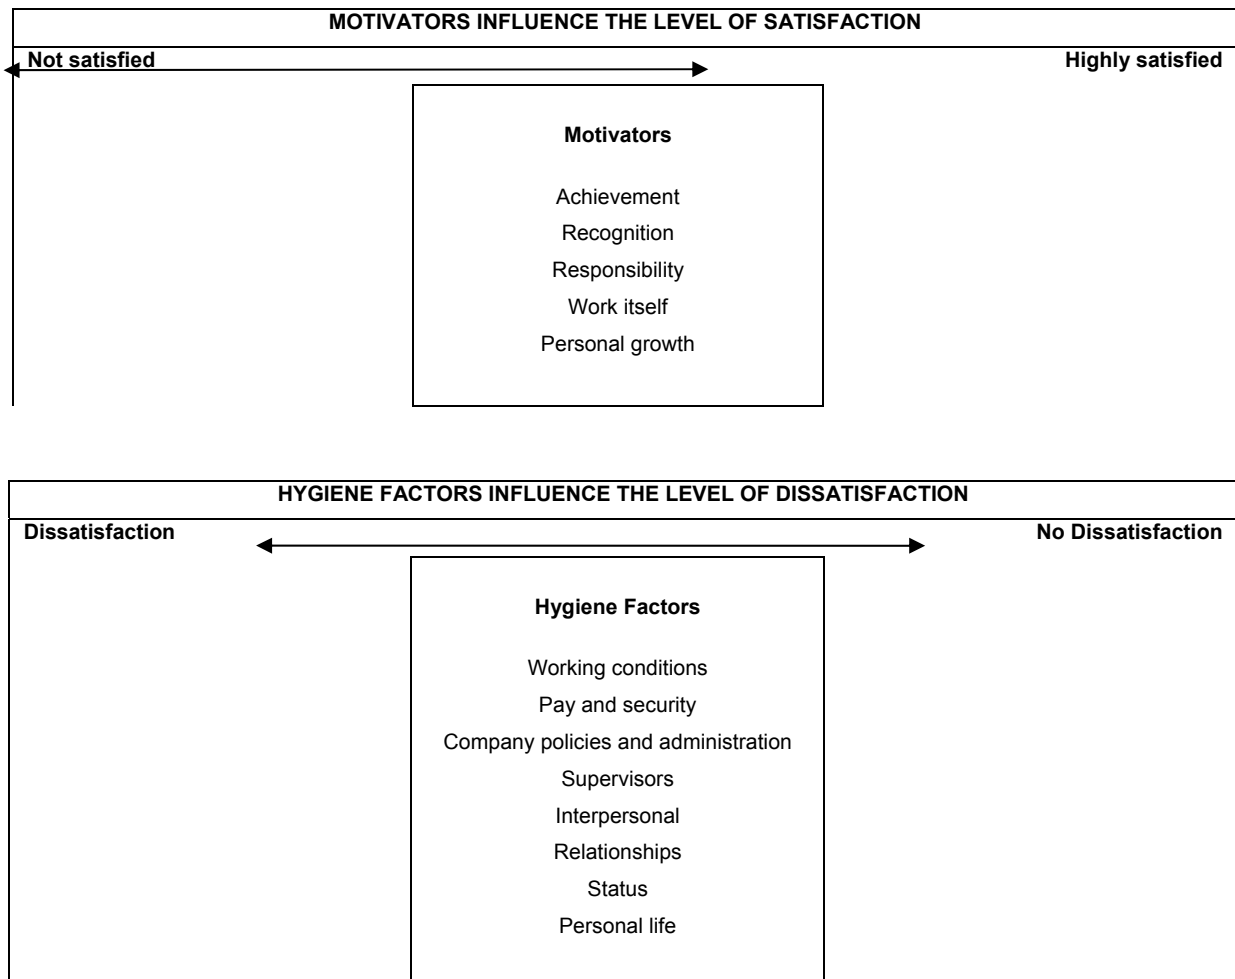 MOTIVATORS INFLUENCE THE LEVEL OF SATISFACTION
Not satisfied
Highly satisfied
Motivators
Achievement
Recognition
Responsibility
Work itself
Personal growth
HYGIENE FACTORS INFLUENCE THE LEVEL OF DISSATISFACTION
Dissatisfaction
No Dissatisfaction
Hygiene Factors
Working conditions
Pay and security
Company policies and administration
Supervisors
Interpersonal
Relationships
Status
Personal life